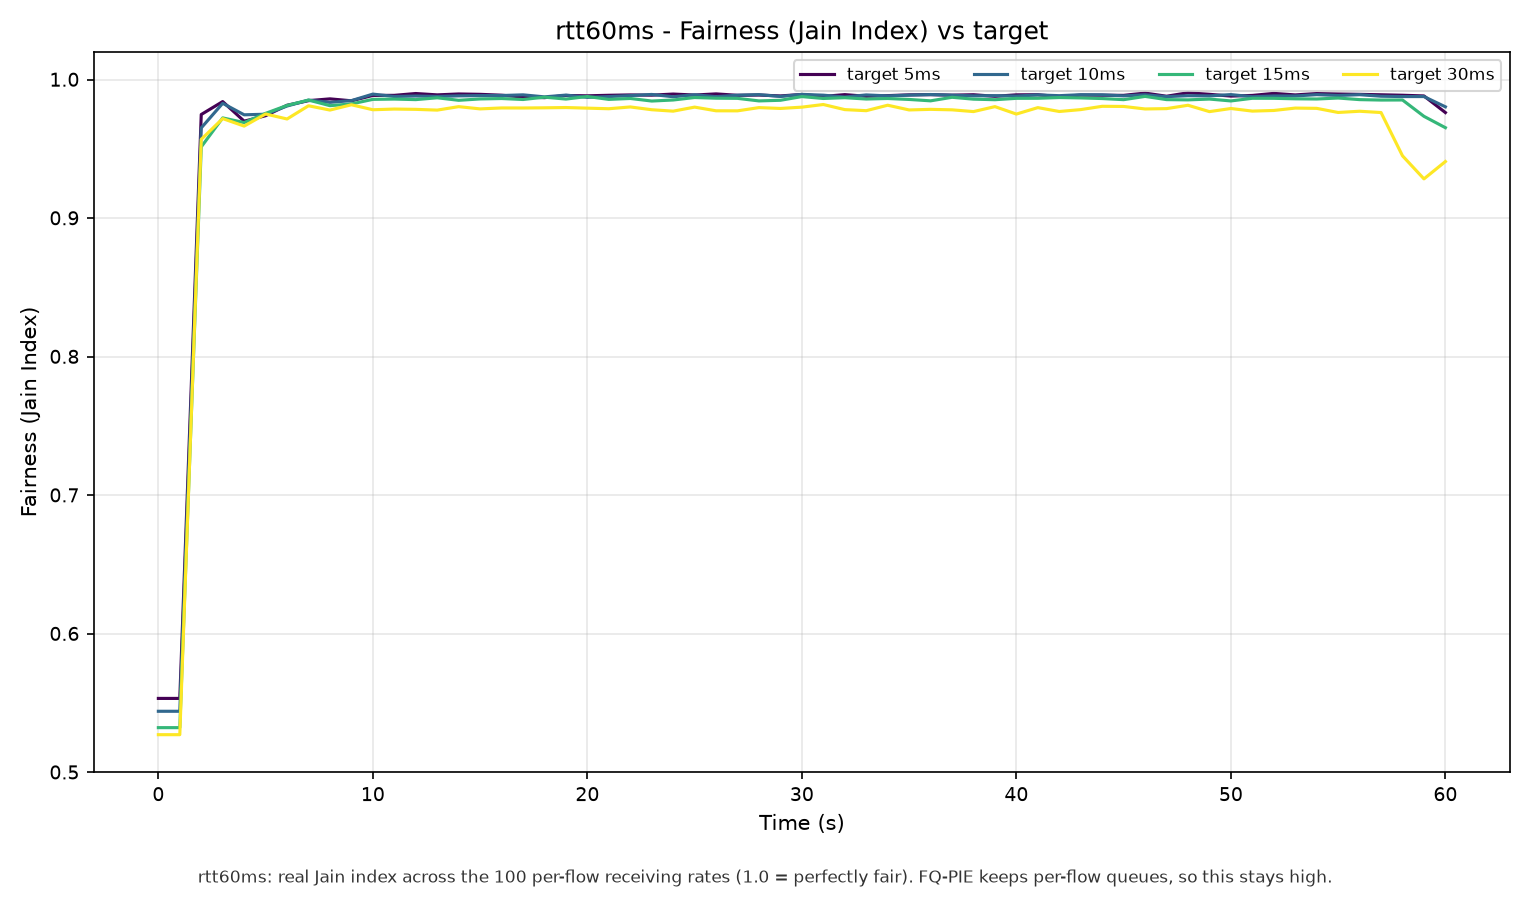 rtt60ms - Fairness (Jain Index) vs target
target 5ms target 10ms target 15ms target 30ms
Fairness (Jain Index)
1.0
0.9
0.8
0.7
0.6
0.5
0 10 20 30 40 50 60
Time (s)
rtt60ms: real Jain index across the 100 per-flow receiving rates (1.0 = perfectly fair). FQ-PIE keeps per-flow queues, so this stays high.